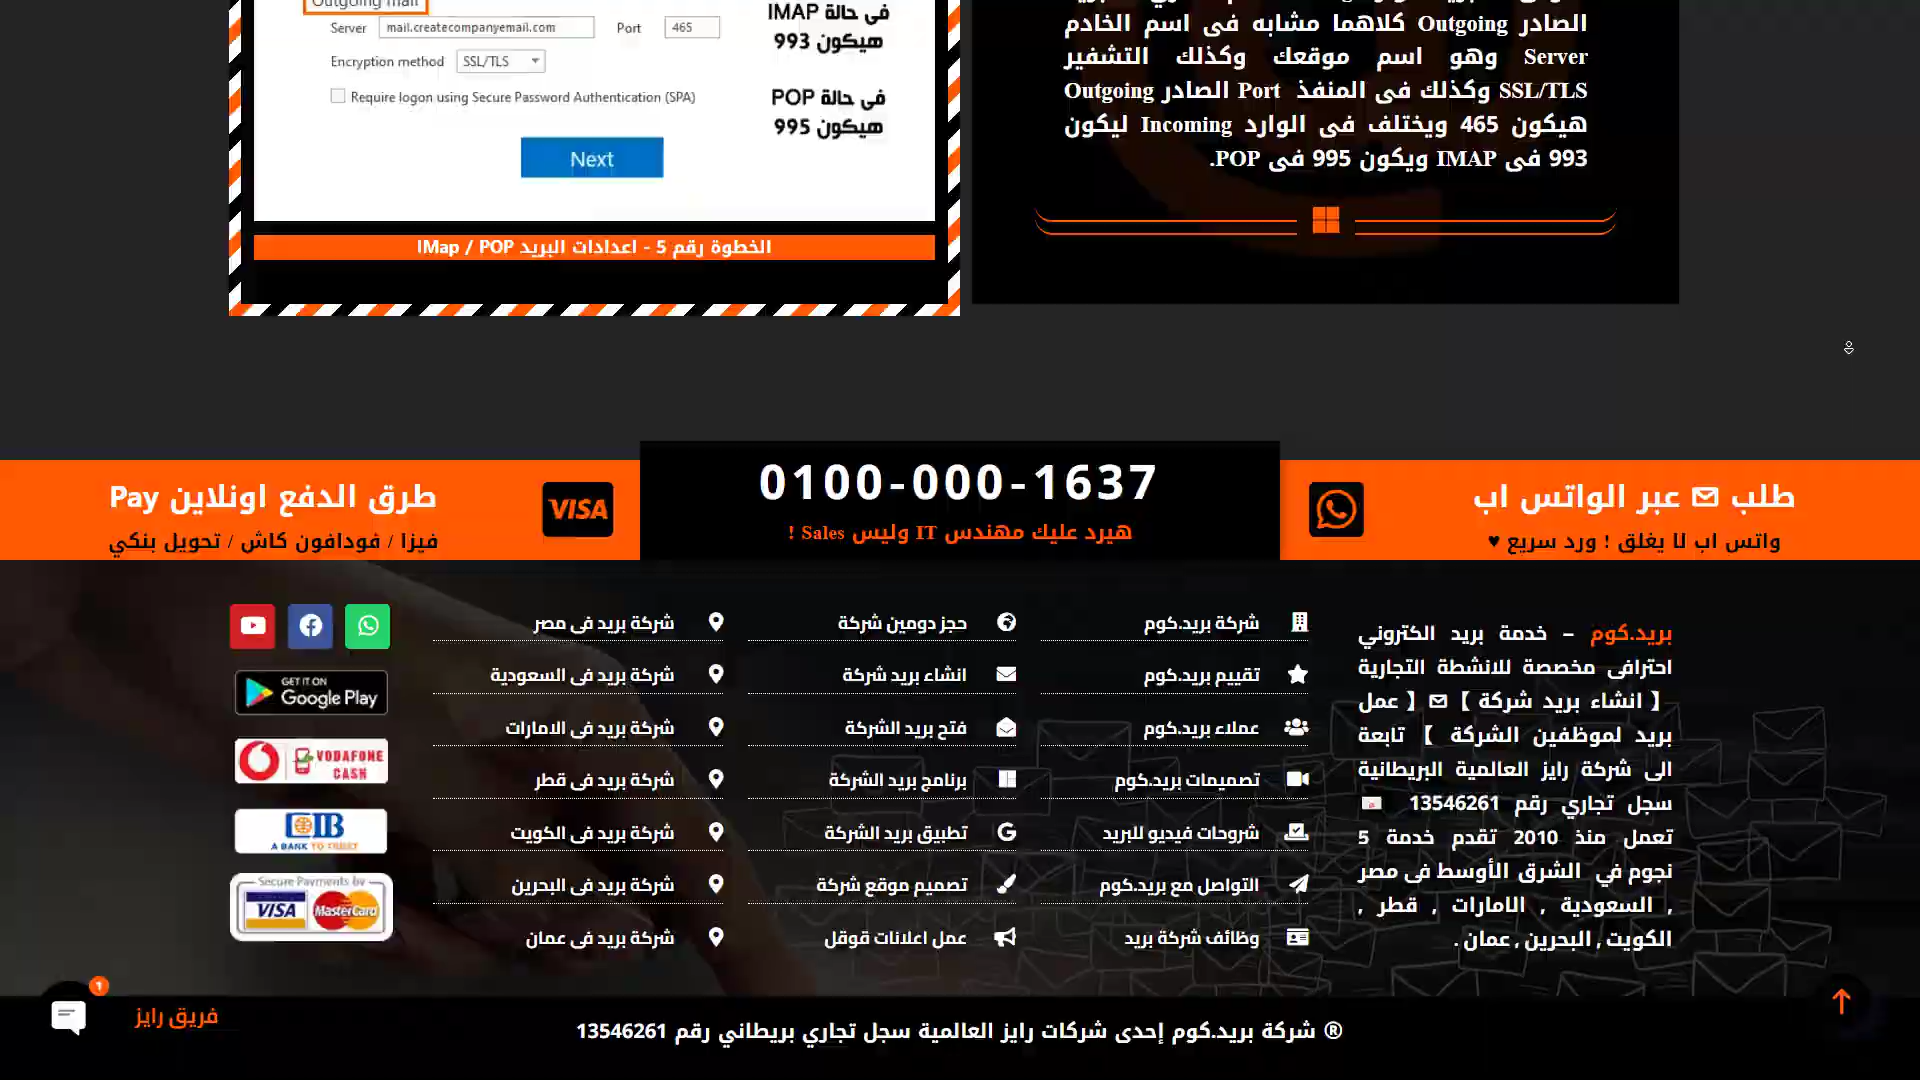 Outgoing mail
Server mail.createcompanyemail.com Port 465
Encryption method SSL/TLS
Require logon using Secure Password Authentication (SPA)
Next
فى حالة IMAP
هيكون 993
فى حالة POP
هيكون 995
الخطوة رقم 5 - اعدادات البريد IMap / POP
الصادر Outgoing كلاهما مشابه فى اسم الخادم
Server وهو اسم موقعك وكذلك التشفير
SSL/TLS وكذلك فى المنفذ Port الصادر Outgoing
هيكون 465 ويختلف فى الوارد Incoming ليكون
993 فى IMAP ويكون 995 فى POP.
طلب ✉ عبر الواتس اب
واتس اب لا يغلق ! ورد سريع ♥
0100-000-1637
هيرد عليك مهندس IT وليس Sales !
VISA
طرق الدفع اونلاين Pay
فيزا / فودافون كاش / تحويل بنكي
بريد.كوم – خدمة بريد الكتروني
احترافى مخصصة للانشطة التجارية
【 انشاء بريد شركة 】 ✉ 【 عمل
بريد لموظفين الشركة 】 تابعة
الى شركة رايز العالمية البريطانية
سجل تجاري رقم 13546261
تعمل منذ 2010 تقدم خدمة 5
نجوم في الشرق الأوسط فى مصر
, السعودية , الامارات , قطر ,
الكويت , البحرين , عمان .
شركة بريد.كوم
تقييم بريد.كوم
عملاء بريد.كوم
تصميمات بريد.كوم
شروحات فيديو للبريد
التواصل مع بريد.كوم
وظائف شركة بريد
حجز دومين شركة
انشاء بريد شركة
فتح بريد الشركة
برنامج بريد الشركة
تطبيق بريد الشركة
تصميم موقع شركة
عمل اعلانات قوقل
شركة بريد فى مصر
شركة بريد فى السعودية
شركة بريد فى الامارات
شركة بريد فى قطر
شركة بريد فى الكويت
شركة بريد فى البحرين
شركة بريد فى عمان
GET IT ON
Google Play
VODAFONE
CASH
CIB
A BANK TO TRUST
Secure Payments by
VISA MasterCard
١
فريق رايز
® شركة بريد.كوم إحدى شركات رايز العالمية سجل تجاري بريطاني رقم 13546261